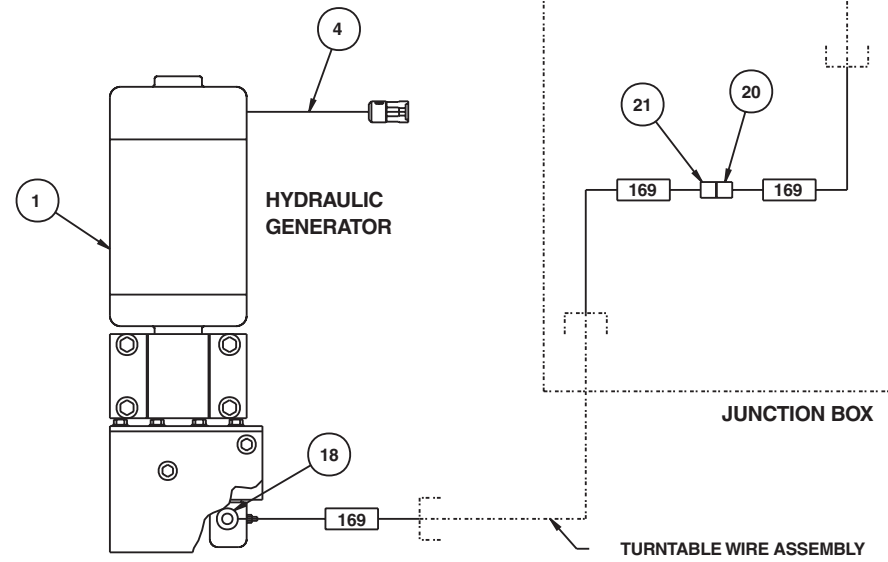 4
21
20
169
169
1
HYDRAULIC
GENERATOR
JUNCTION BOX
18
169
TURNTABLE WIRE ASSEMBLY